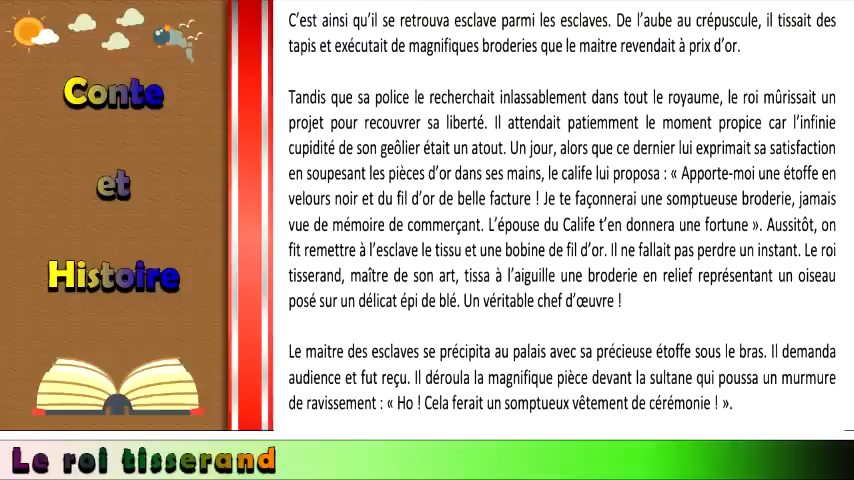 Conte
et
Histoire
C'est ainsi qu'il se retrouva esclave parmi les esclaves. De l'aube au crépuscule, il tissait des
tapis et exécutait de magnifiques broderies que le maitre revendait à prix d'or.
Tandis que sa police le recherchait inlassablement dans tout le royaume, le roi mûrissait un
projet pour recouvrer sa liberté. Il attendait patiemment le moment propice car l'infinie
cupidité de son geôlier était un atout. Un jour, alors que ce dernier lui exprimait sa satisfaction
en soupesant les pièces d'or dans ses mains, le calife lui proposa : « Apporte-moi une étoffe en
velours noir et du fil d'or de belle facture ! Je te façonnerai une somptueuse broderie, jamais
vue de mémoire de commerçant. L'épouse du Calife t'en donnera une fortune ». Aussitôt, on
fit remettre à l'esclave le tissu et une bobine de fil d'or. Il ne fallait pas perdre un instant. Le roi
tisserand, maître de son art, tissa à l'aiguille une broderie en relief représentant un oiseau
posé sur un délicat épi de blé. Un véritable chef d'œuvre !
Le maitre des esclaves se précipita au palais avec sa précieuse étoffe sous le bras. Il demanda
audience et fut reçu. Il déroula la magnifique pièce devant la sultane qui poussa un murmure
de ravissement : « Ho ! Cela ferait un somptueux vêtement de cérémonie ! ».
Le roi tisserand